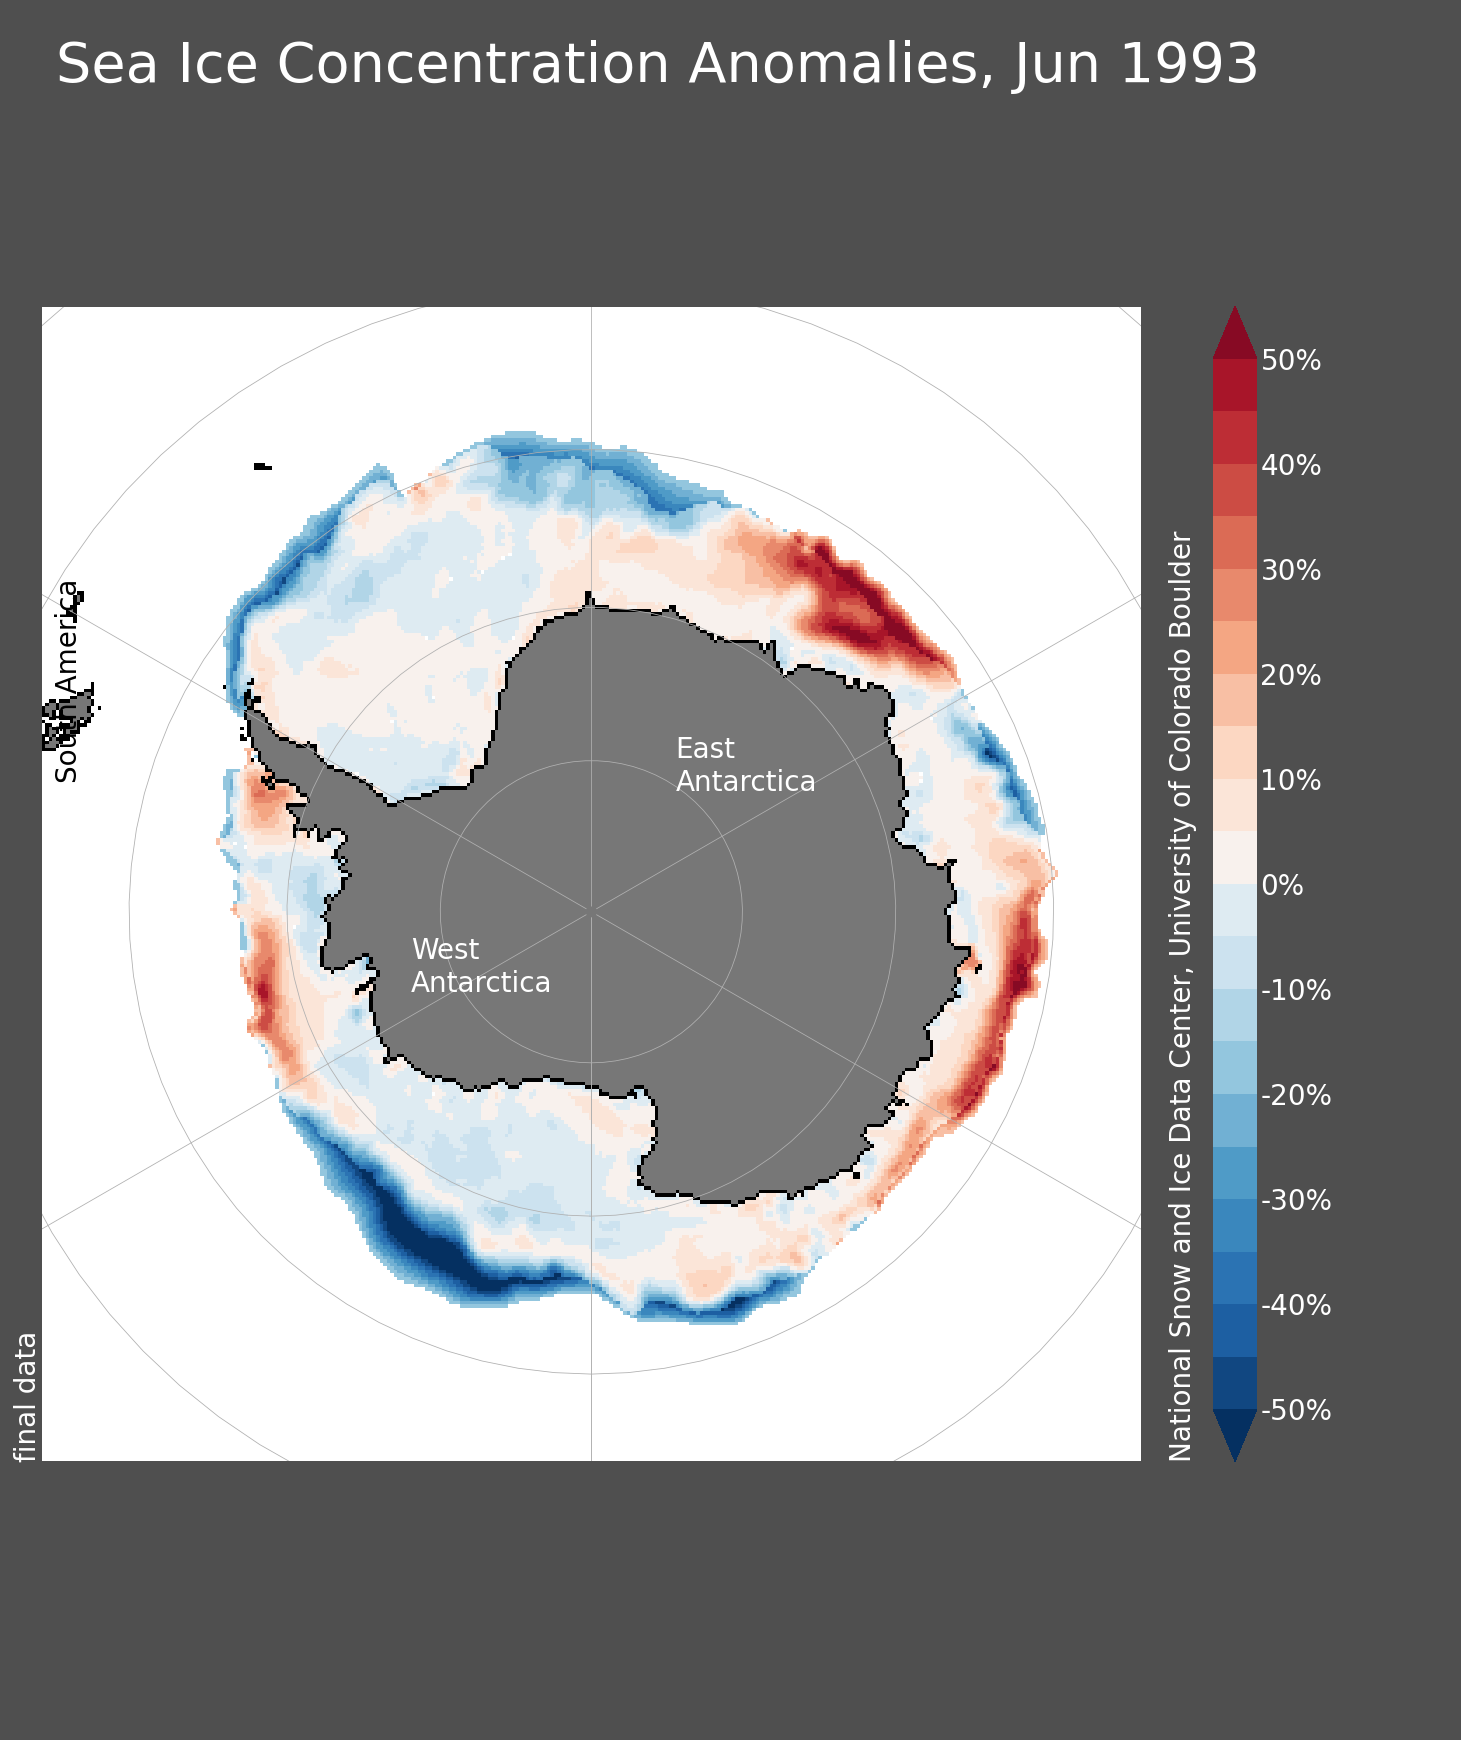 Sea Ice Concentration Anomalies, Jun 1993
South America
East
Antarctica
West
Antarctica
final data
National Snow and Ice Data Center, University of Colorado Boulder
50%
40%
30%
20%
10%
0%
-10%
-20%
-30%
-40%
-50%